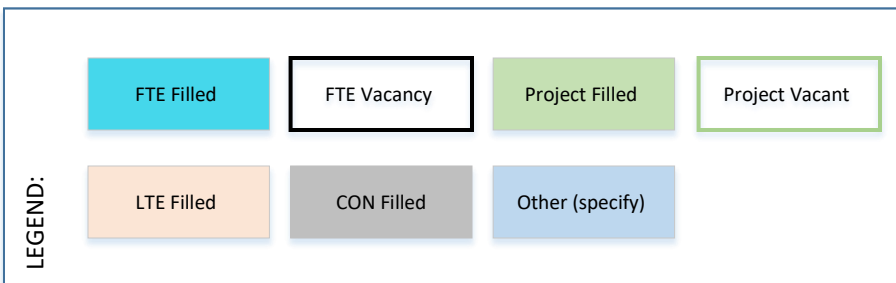 FTE Filled
FTE Vacancy
Project Filled
Project Vacant
LTE Filled
CON Filled
Other (specify)
LEGEND: